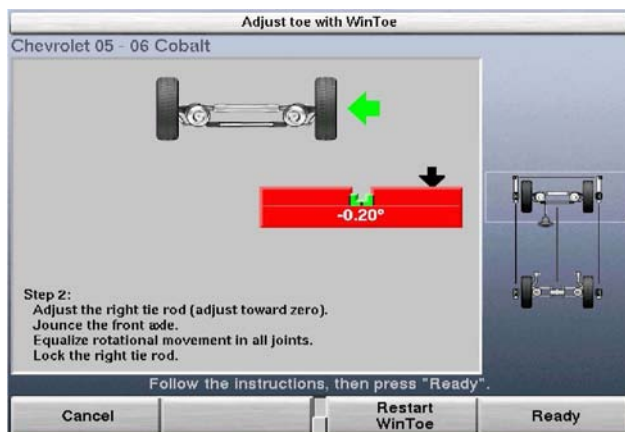 Adjust toe with WinToe
Chevrolet 05 - 06 Cobalt
-0.20°
Step 2:
Adjust the right tie rod (adjust toward zero).
Jounce the front axle.
Equalize rotational movement in all joints.
Lock the right tie rod.
Follow the instructions, then press "Ready".
Cancel
Restart
WinToe
Ready